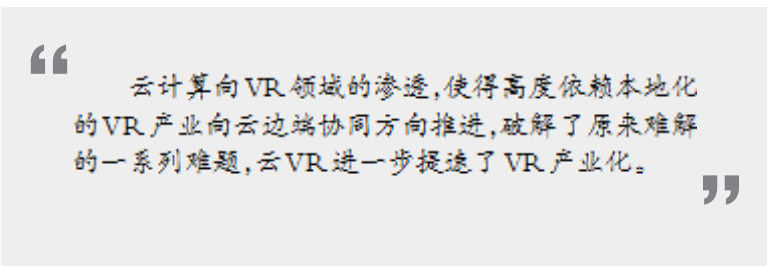 “
云计算向VR领域的渗透,使得高度依赖本地化
的VR产业向云边端协同方向推进,破解了原来难解
的一系列难题,云VR进一步提速了VR产业化。
”